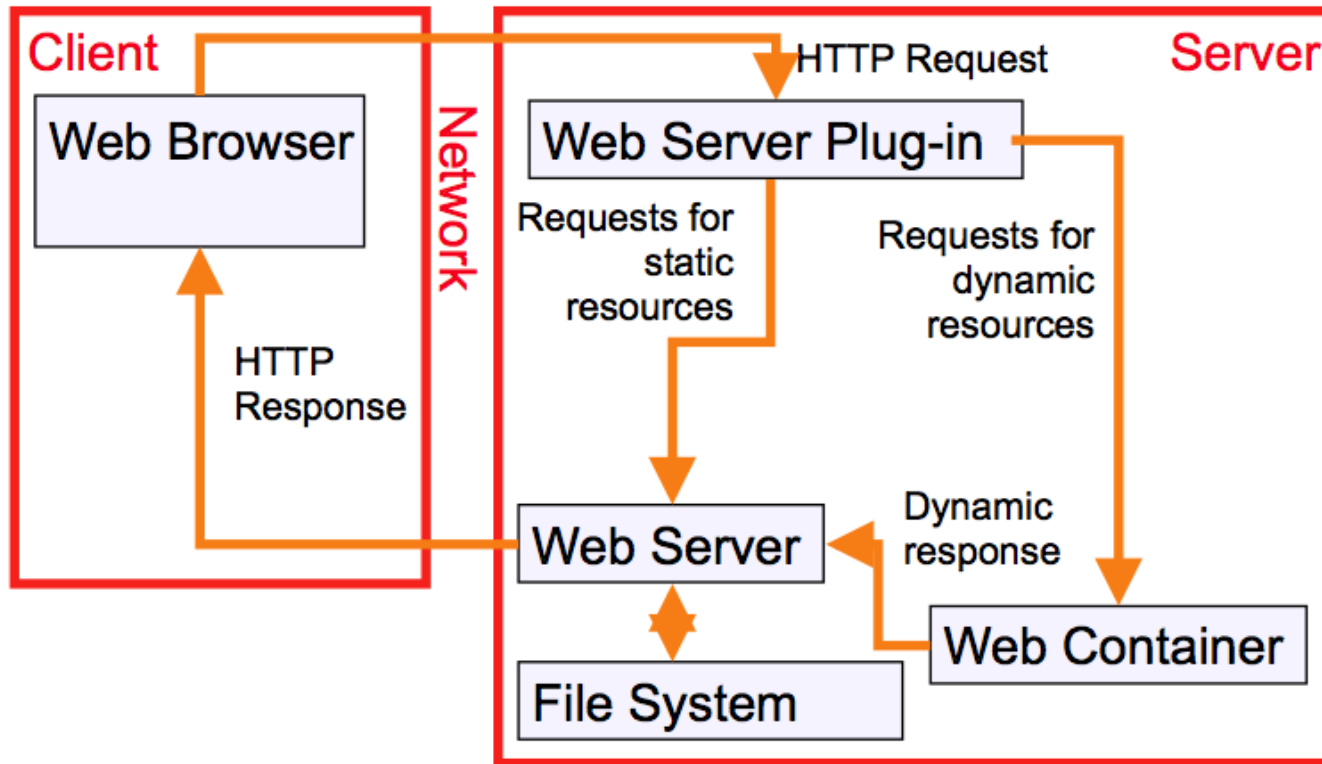 Client
Server
HTTP Request
Web Browser
Web Server Plug-in
Network
Requests for
static
resources
Requests for
dynamic
resources
HTTP
Response
Dynamic
response
Web Server
Web Container
File System